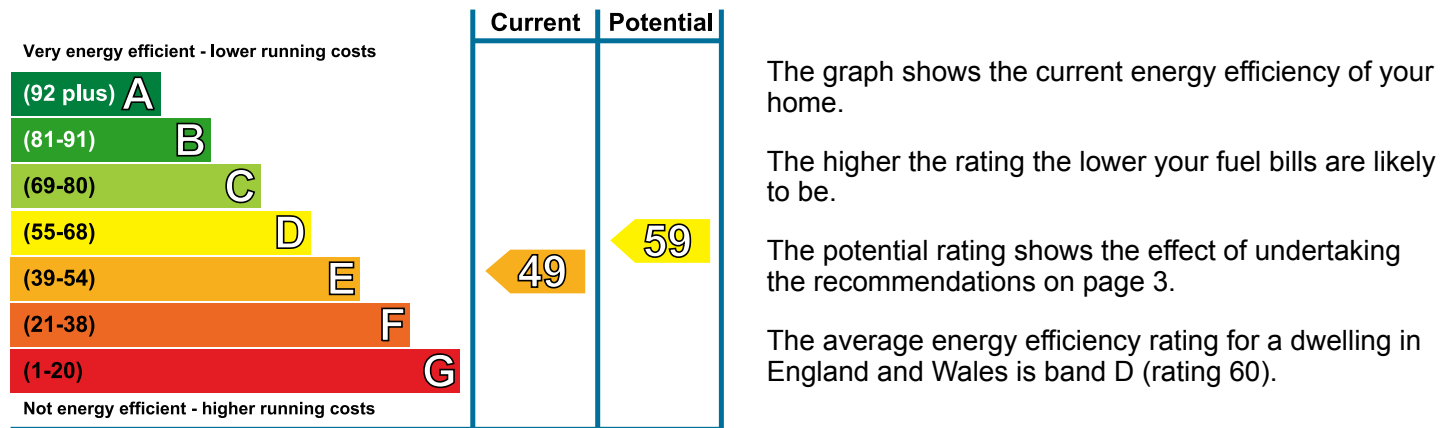 Current Potential
Very energy efficient - lower running costs
(92 plus) A
(81-91) B
(69-80) C
(55-68) D
(39-54) E
(21-38) F
(1-20) G
Not energy efficient - higher running costs
49
59
The graph shows the current energy efficiency of your
home.
The higher the rating the lower your fuel bills are likely
to be.
The potential rating shows the effect of undertaking
the recommendations on page 3.
The average energy efficiency rating for a dwelling in
England and Wales is band D (rating 60).